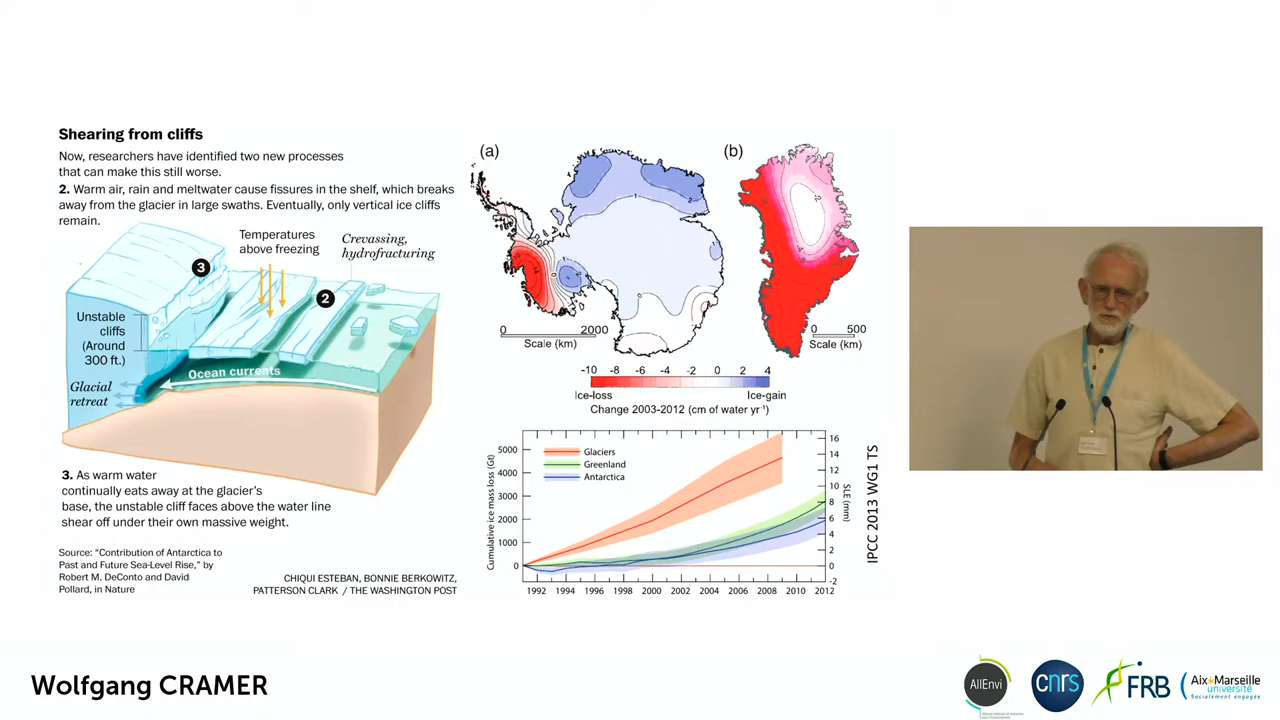 Shearing from cliffs
Now, researchers have identified two new processes
that can make this still worse.
2. Warm air, rain and meltwater cause fissures in the shelf, which breaks
away from the glacier in large swaths. Eventually, only vertical ice cliffs
remain.
Temperatures
above freezing
Crevassing,
hydrofracturing
3
2
Unstable
cliffs
(Around
300 ft.)
Glacial
retreat
Ocean currents
3. As warm water
continually eats away at the glacier's
base, the unstable cliff faces above the water line
shear off under their own massive weight.
Source: "Contribution of Antarctica to
Past and Future Sea-Level Rise," by
Robert M. DeConto and David
Pollard, in Nature
CHIQUI ESTEBAN, BONNIE BERKOWITZ,
PATTERSON CLARK / THE WASHINGTON POST
(a)
(b)
0 2000
Scale (km)
0 500
Scale (km)
-10 -8 -6 -4 -2 0 2 4
Ice-loss Ice-gain
Change 2003-2012 (cm of water yr⁻¹)
Cumulative ice mass loss (Gt)
5000
4000
3000
2000
1000
0
Glaciers
Greenland
Antarctica
16
14
12
10
8
6
4
2
0
-2
SLE (mm)
1992 1994 1996 1998 2000 2002 2004 2006 2008 2010 2012
IPCC 2013 WG1 TS
Wolfgang CRAMER
AllEnvi
cnrs
FRB
Aix*Marseille
université
Socialement engagée